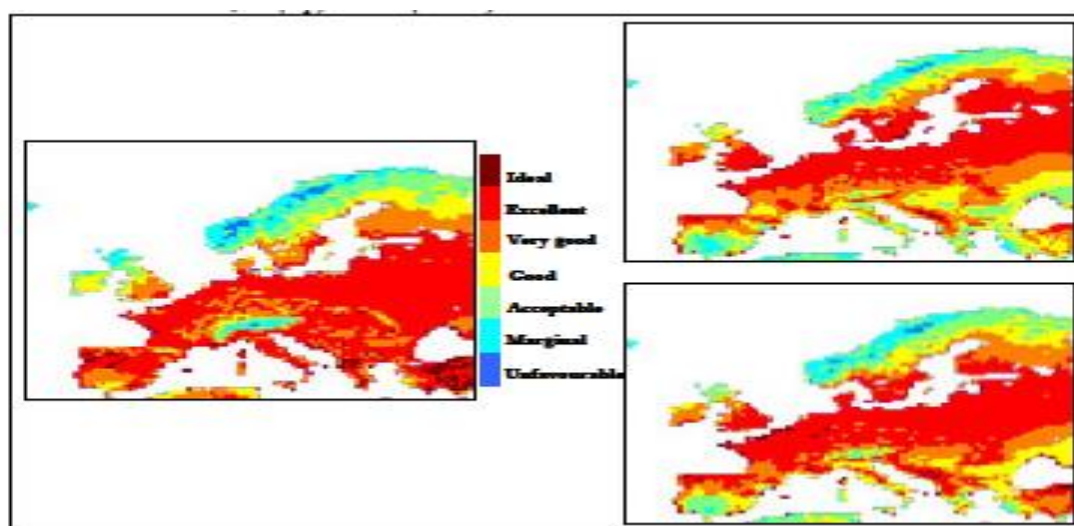 Ideal
Excellent
Very good
Good
Acceptable
Marginal
Unfavourable